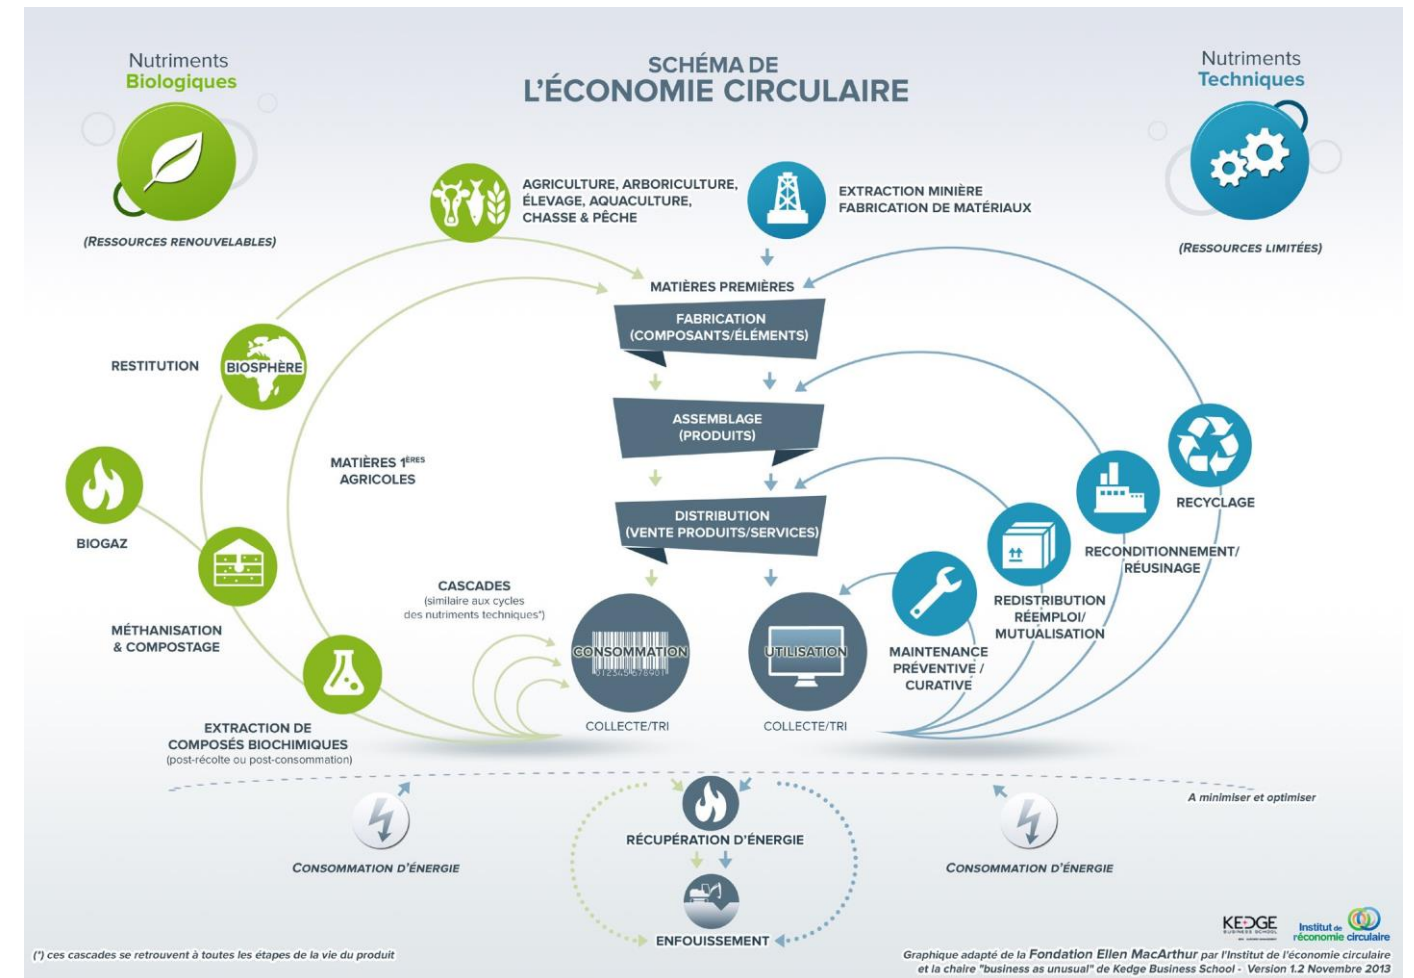 Nutriments
Biologiques
(RESSOURCES RENOUVELABLES)
SCHÉMA DE
L'ÉCONOMIE CIRCULAIRE
Nutriments
Techniques
(RESSOURCES LIMITÉES)
AGRICULTURE, ARBORICULTURE,
ÉLEVAGE, AQUACULTURE,
CHASSE & PÊCHE
EXTRACTION MINIÈRE
FABRICATION DE MATÉRIAUX
MATIÈRES PREMIÈRES
FABRICATION
(COMPOSANTS/ÉLÉMENTS)
RESTITUTION
BIOSPHÈRE
ASSEMBLAGE
(PRODUITS)
MATIÈRES 1ÈRES
AGRICOLES
RECYCLAGE
DISTRIBUTION
(VENTE PRODUITS/SERVICES)
BIOGAZ
RECONDITIONNEMENT/
RÉUSINAGE
CASCADES
(similaire aux cycles
des nutriments techniques*)
REDISTRIBUTION
RÉEMPLOI/
MUTUALISATION
MÉTHANISATION
& COMPOSTAGE
CONSOMMATION
012345 678901
UTILISATION
MAINTENANCE
PRÉVENTIVE /
CURATIVE
EXTRACTION DE
COMPOSÉS BIOCHIMIQUES
(post-récolte ou post-consommation)
COLLECTE/TRI
COLLECTE/TRI
A minimiser et optimiser
RÉCUPÉRATION D'ÉNERGIE
CONSOMMATION D'ÉNERGIE
CONSOMMATION D'ÉNERGIE
ENFOUISSEMENT
KEDGE
BUSINESS SCHOOL
Institut de
l'économie circulaire
(*) ces cascades se retrouvent à toutes les étapes de la vie du produit
Graphique adapté de la Fondation Ellen MacArthur par l'Institut de l'économie circulaire
et la chaire "business as unusual" de Kedge Business School - Version 1.2 Novembre 2013